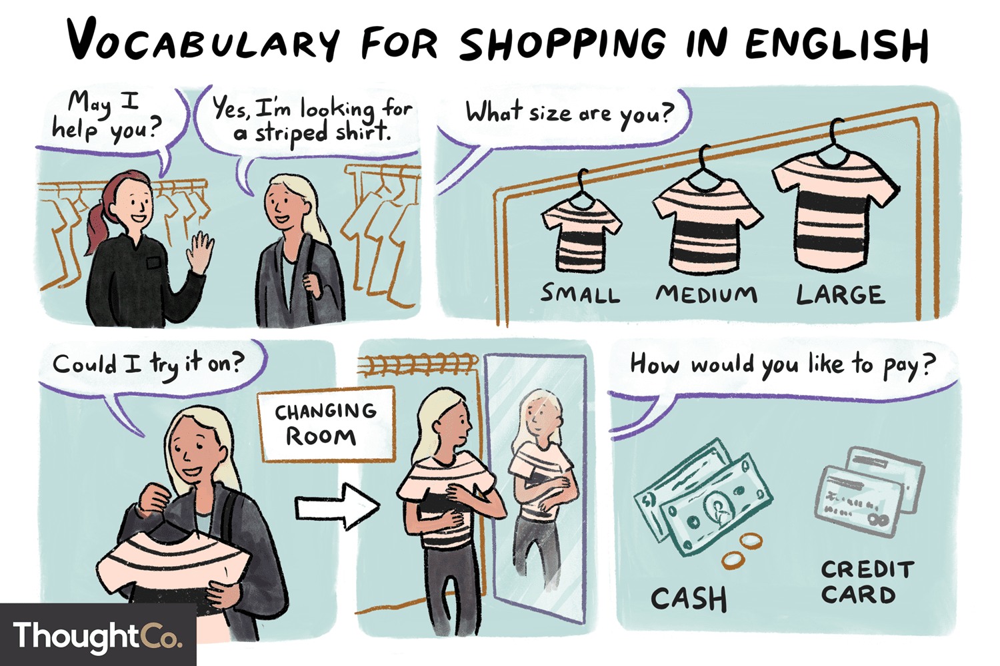 VOCABULARY FOR SHOPPING IN ENGLISH
May I
help you?
Yes, I'm looking for
a striped shirt.
What size are you?
SMALL
MEDIUM
LARGE
Could I try it on?
CHANGING
ROOM
How would you like to pay?
CASH
CREDIT
CARD
ThoughtCo.